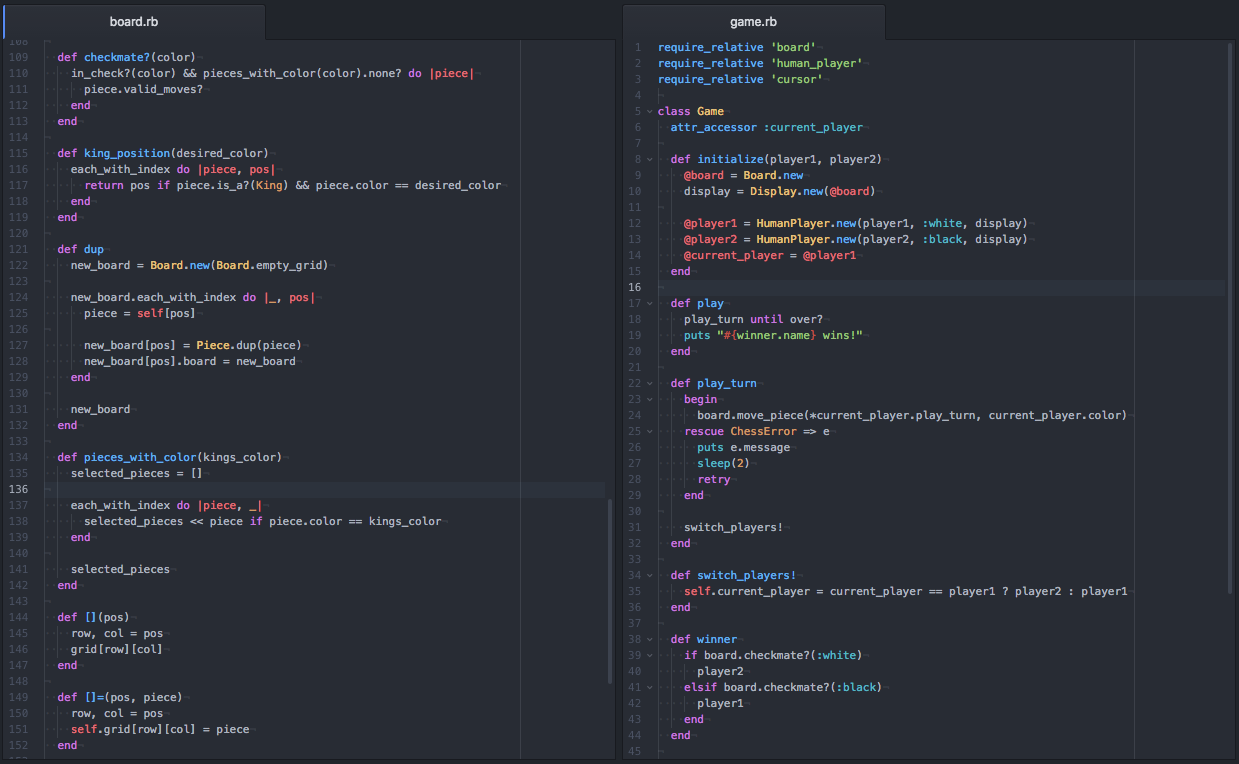 board.rb
108
109 def checkmate?(color)
110 in_check?(color) && pieces_with_color(color).none? do |piece|
111 piece.valid_moves?
112 end
113 end
114
115 def king_position(desired_color)
116 each_with_index do |piece, pos|
117 return pos if piece.is_a?(King) && piece.color == desired_color
118 end
119 end
120
121 def dup
122 new_board = Board.new(Board.empty_grid)
123
124 new_board.each_with_index do |_, pos|
125 piece = self[pos]
126
127 new_board[pos] = Piece.dup(piece)
128 new_board[pos].board = new_board
129 end
130
131 new_board
132 end
133
134 def pieces_with_color(kings_color)
135 selected_pieces = []
136
137 each_with_index do |piece, _|
138 selected_pieces << piece if piece.color == kings_color
139 end
140
141 selected_pieces
142 end
143
144 def [](pos)
145 row, col = pos
146 grid[row][col]
147 end
148
149 def []=(pos, piece)
150 row, col = pos
151 self.grid[row][col] = piece
152 end
game.rb
1 require_relative 'board'
2 require_relative 'human_player'
3 require_relative 'cursor'
4
5 class Game
6 attr_accessor :current_player
7
8 def initialize(player1, player2)
9 @board = Board.new
10 display = Display.new(@board)
11
12 @player1 = HumanPlayer.new(player1, :white, display)
13 @player2 = HumanPlayer.new(player2, :black, display)
14 @current_player = @player1
15 end
16
17 def play
18 play_turn until over?
19 puts "#{winner.name} wins!"
20 end
21
22 def play_turn
23 begin
24 board.move_piece(*current_player.play_turn, current_player.color)
25 rescue ChessError => e
26 puts e.message
27 sleep(2)
28 retry
29 end
30
31 switch_players!
32 end
33
34 def switch_players!
35 self.current_player = current_player == player1 ? player2 : player1
36 end
37
38 def winner
39 if board.checkmate?(:white)
40 player2
41 elsif board.checkmate?(:black)
42 player1
43 end
44 end
45